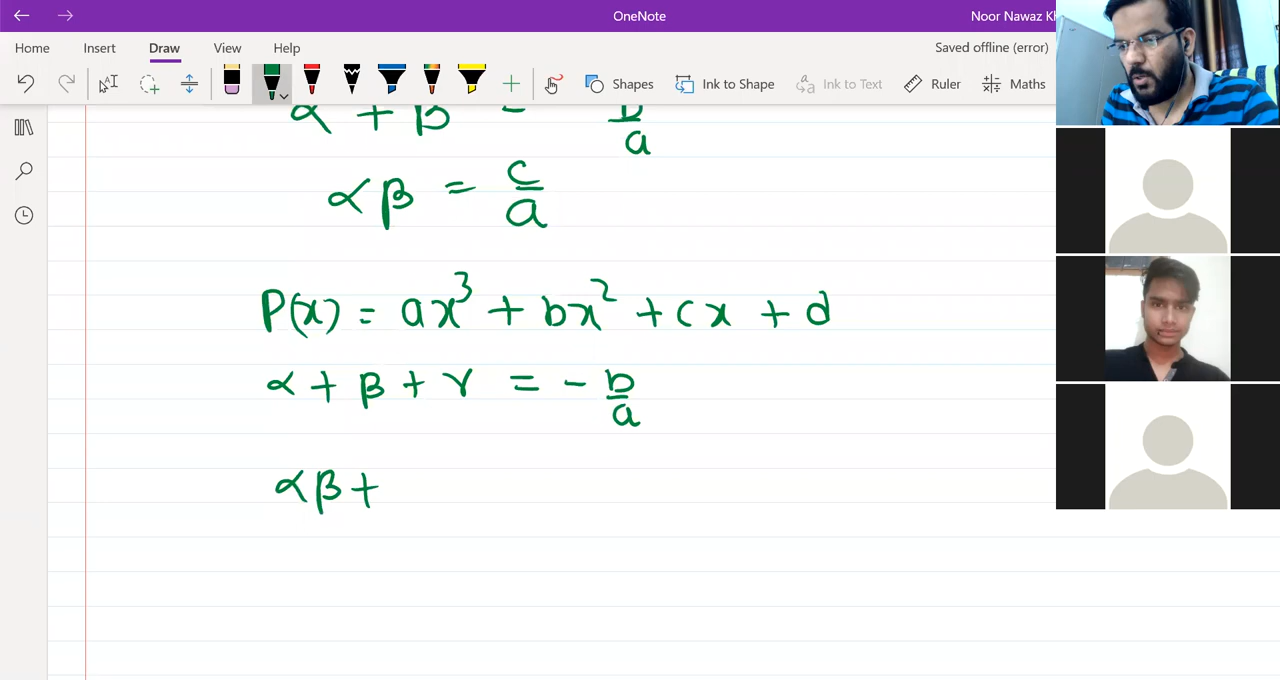 OneNote
Noor Nawaz
Home Insert Draw View Help
Saved offline (error)
Shapes Ink to Shape Ink to Text Ruler Maths
α + β = - b/a
αβ = c/a
P(x) = ax³ + bx² + cx + d
α + β + γ = - b/a
αβ +